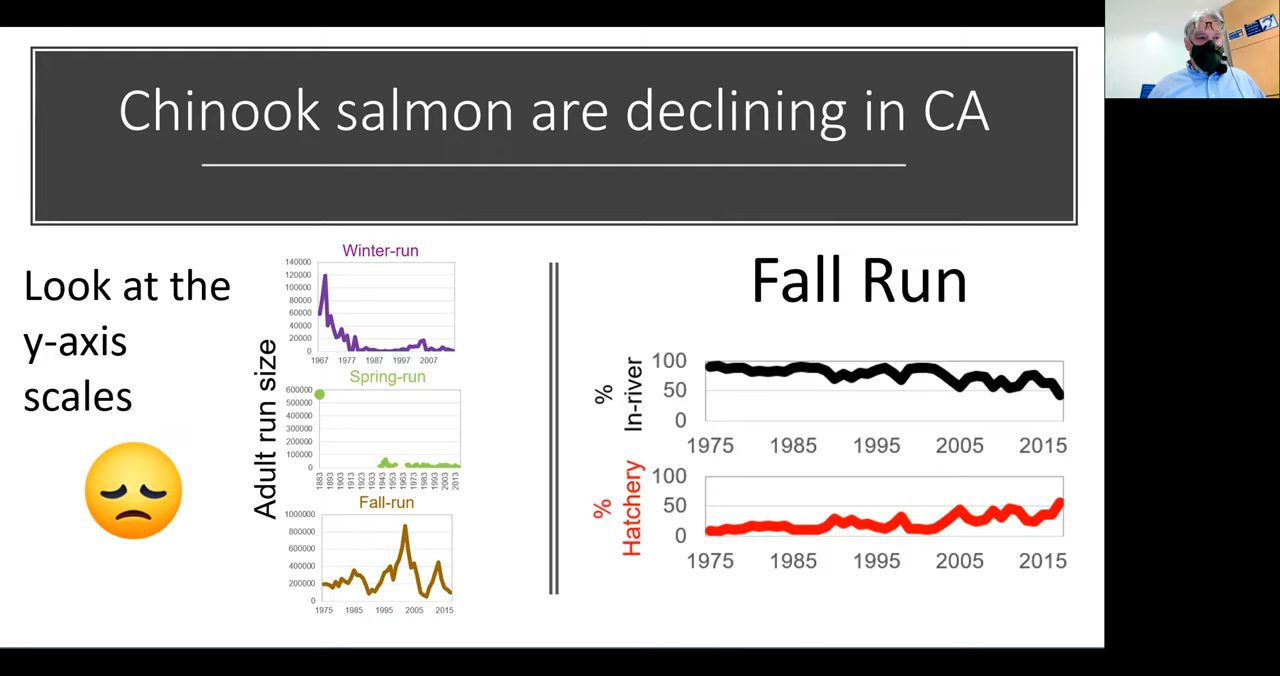 Chinook salmon are declining in CA
Look at the
y-axis
scales
Adult run size
Winter-run
140000
120000
100000
80000
60000
40000
20000
0
1967 1977 1987 1997 2007
Spring-run
600000
500000
400000
300000
200000
100000
0
1883 1893 1903 1913 1923 1933 1943 1953 1963 1973 1983 1993 2003 2013
Fall-run
1000000
800000
600000
400000
200000
0
1975 1985 1995 2005 2015
Fall Run
%
In-river
100
50
0
1975 1985 1995 2005 2015
%
Hatchery
100
50
0
1975 1985 1995 2005 2015